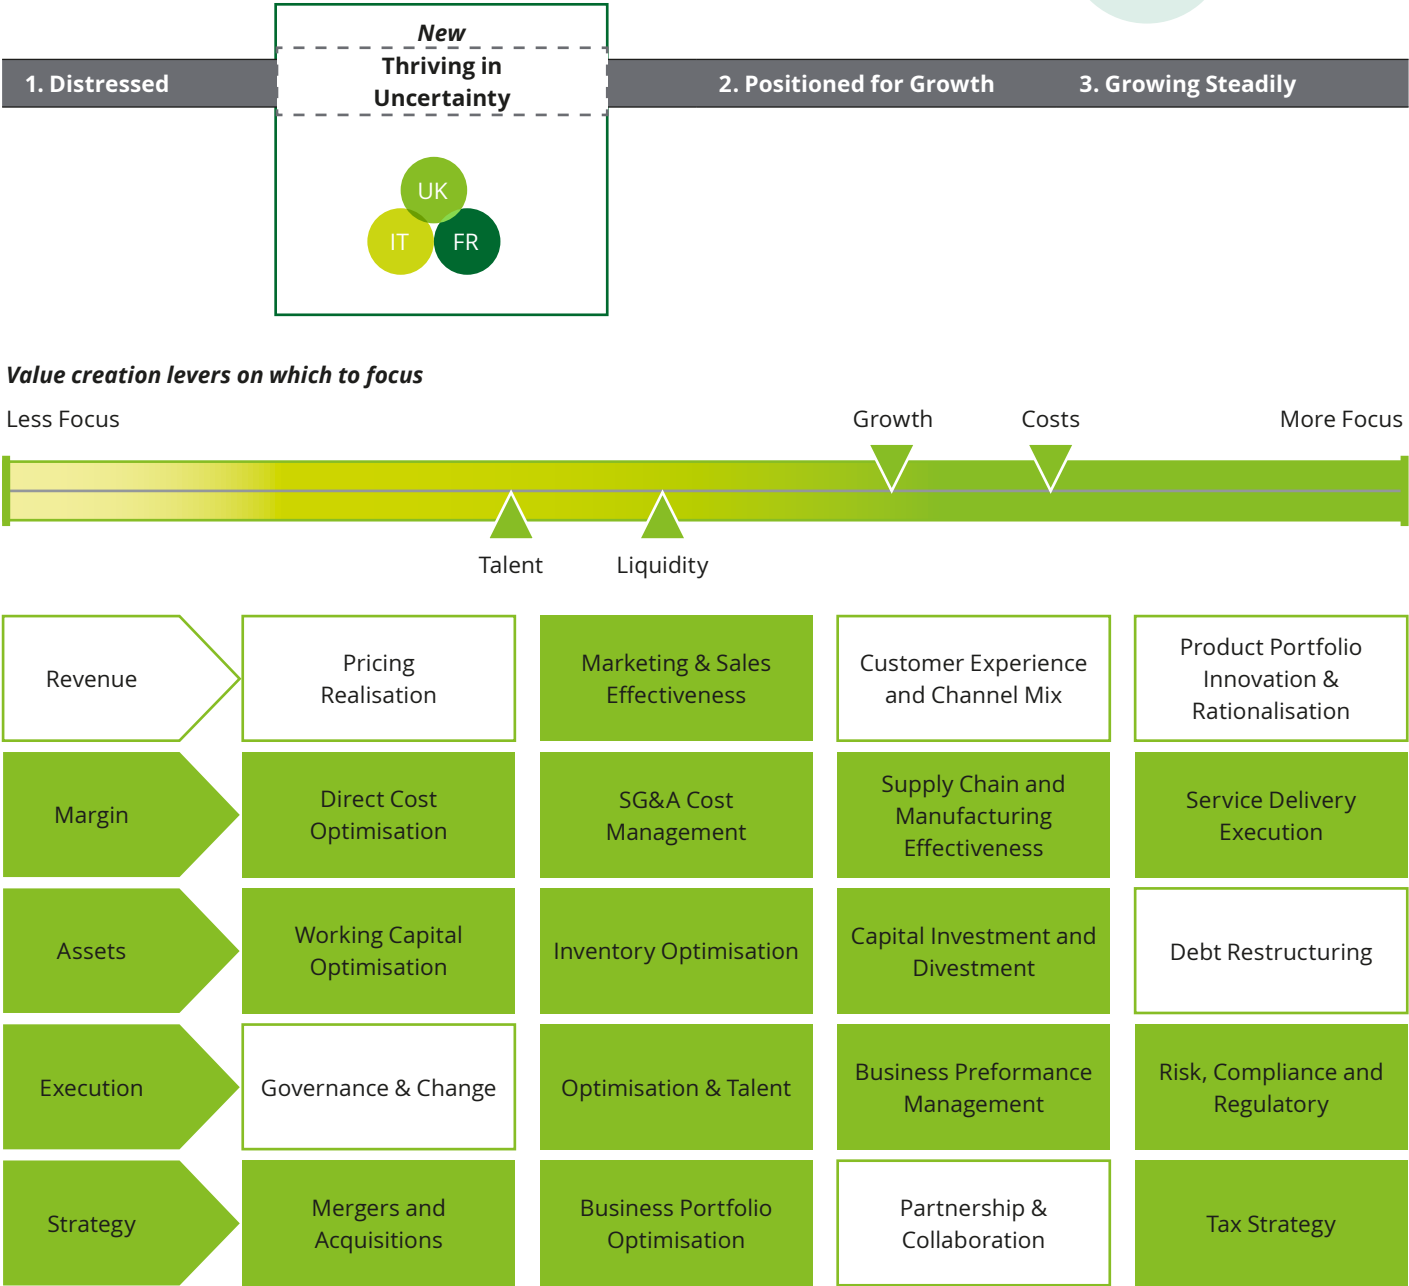 New
Thriving in
Uncertainty
1. Distressed
2. Positioned for Growth
3. Growing Steadily
UK
IT
FR
Value creation levers on which to focus
Less Focus
Growth
Costs
More Focus
Talent
Liquidity
Revenue
Pricing
Realisation
Marketing & Sales
Effectiveness
Customer Experience
and Channel Mix
Product Portfolio
Innovation &
Rationalisation
Margin
Direct Cost
Optimisation
SG&A Cost
Management
Supply Chain and
Manufacturing
Effectiveness
Service Delivery
Execution
Assets
Working Capital
Optimisation
Inventory Optimisation
Capital Investment and
Divestment
Debt Restructuring
Execution
Governance & Change
Optimisation & Talent
Business Preformance
Management
Risk, Compliance and
Regulatory
Strategy
Mergers and
Acquisitions
Business Portfolio
Optimisation
Partnership &
Collaboration
Tax Strategy